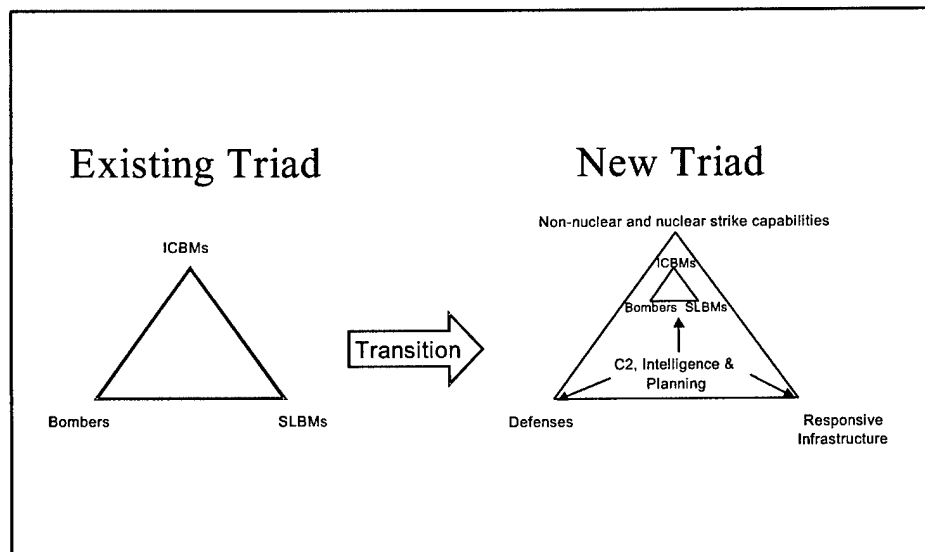 Existing Triad
ICBMs
Bombers
SLBMs
Transition
New Triad
Non-nuclear and nuclear strike capabilities
ICBMs
Bombers SLBMs
C2, Intelligence &
Planning
Defenses
Responsive
Infrastructure